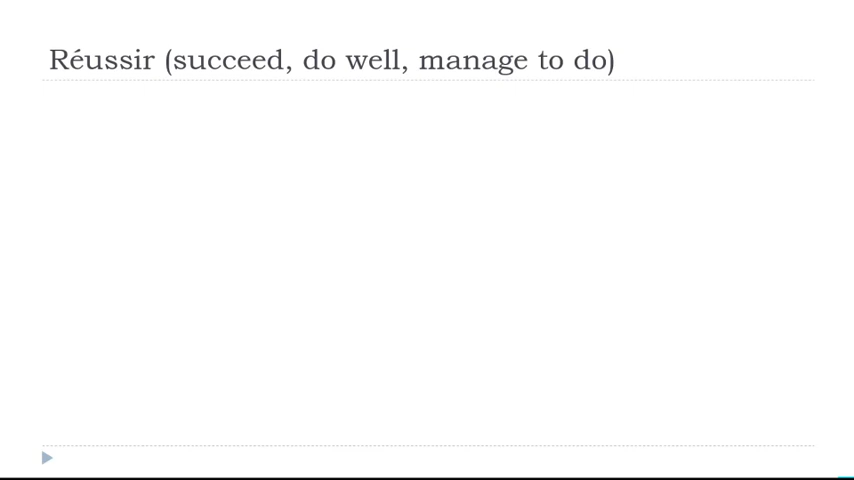 Réussir (succeed, do well, manage to do)